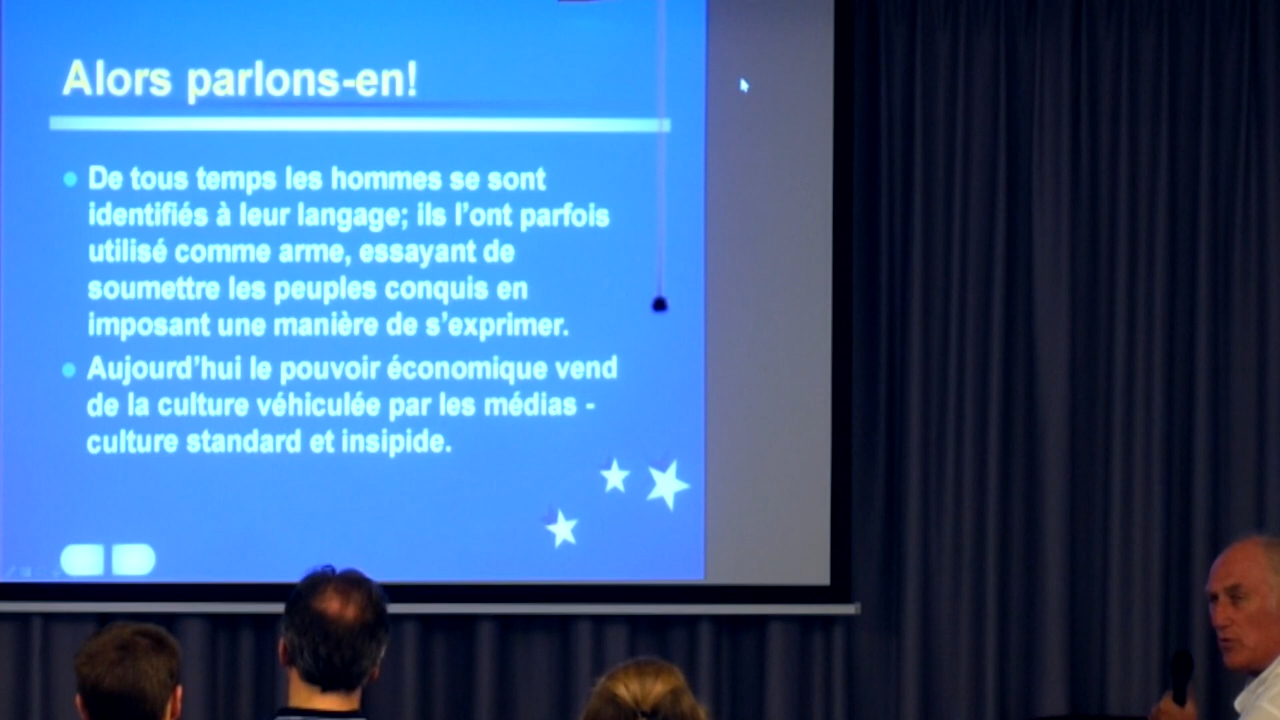 Alors parlons-en!
De tous temps les hommes se sont
identifiés à leur langage; ils l'ont parfois
utilisé comme arme, essayant de
soumettre les peuples conquis en
imposant une manière de s'exprimer.
Aujourd'hui le pouvoir économique vend
de la culture véhiculée par les médias -
culture standard et insipide.